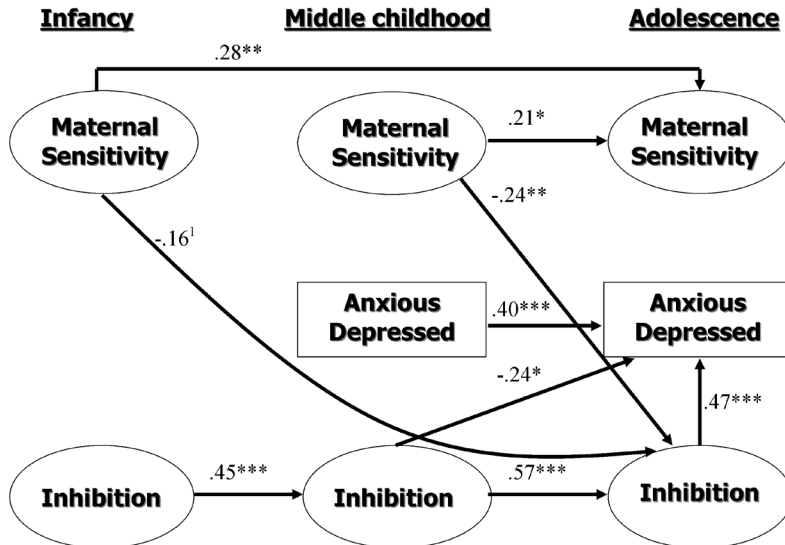 Infancy Middle childhood Adolescence
.28**
Maternal
Sensitivity
Maternal
Sensitivity
.21*
Maternal
Sensitivity
-.24**
-.16¹
Anxious
Depressed
.40***
Anxious
Depressed
-.24*
.47***
Inhibition
.45***
Inhibition
.57***
Inhibition